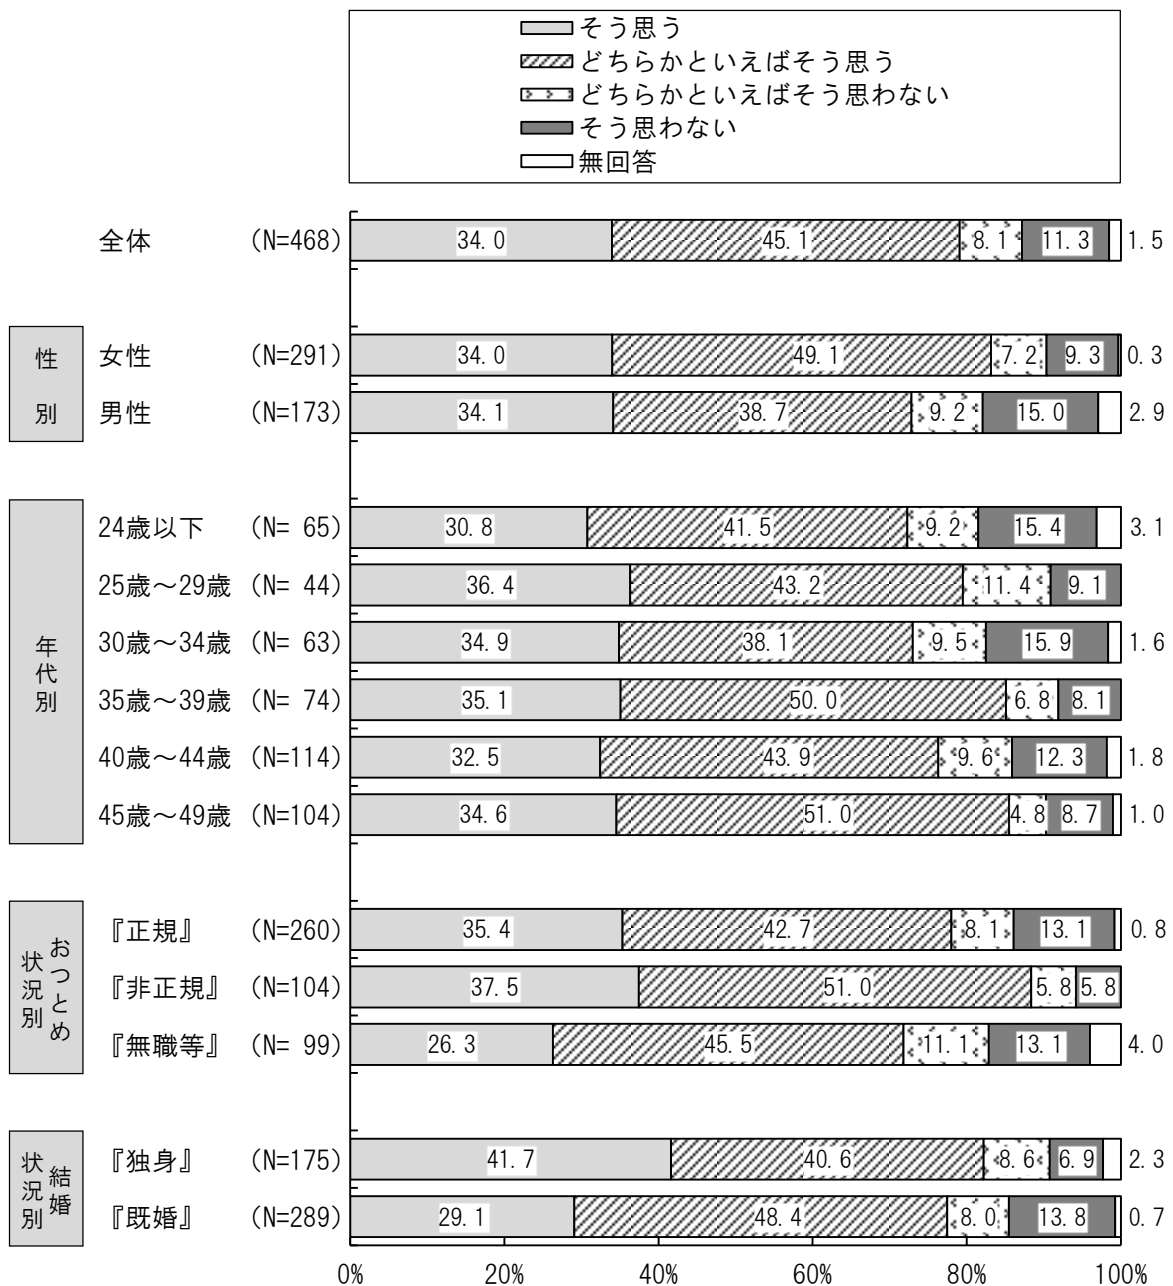 そう思う
どちらかといえばそう思う
どちらかといえばそう思わない
そう思わない
無回答
全体 (N=468) 34.0 45.1 8.1 11.3 1.5
性別
女性 (N=291) 34.0 49.1 7.2 9.3 0.3
男性 (N=173) 34.1 38.7 9.2 15.0 2.9
年代別
24歳以下 (N= 65) 30.8 41.5 9.2 15.4 3.1
25歳～29歳 (N= 44) 36.4 43.2 11.4 9.1
30歳～34歳 (N= 63) 34.9 38.1 9.5 15.9 1.6
35歳～39歳 (N= 74) 35.1 50.0 6.8 8.1
40歳～44歳 (N=114) 32.5 43.9 9.6 12.3 1.8
45歳～49歳 (N=104) 34.6 51.0 4.8 8.7 1.0
おつとめ
状況別
『正規』 (N=260) 35.4 42.7 8.1 13.1 0.8
『非正規』 (N=104) 37.5 51.0 5.8 5.8
『無職等』 (N= 99) 26.3 45.5 11.1 13.1 4.0
結婚
状況別
『独身』 (N=175) 41.7 40.6 8.6 6.9 2.3
『既婚』 (N=289) 29.1 48.4 8.0 13.8 0.7
0% 20% 40% 60% 80% 100%